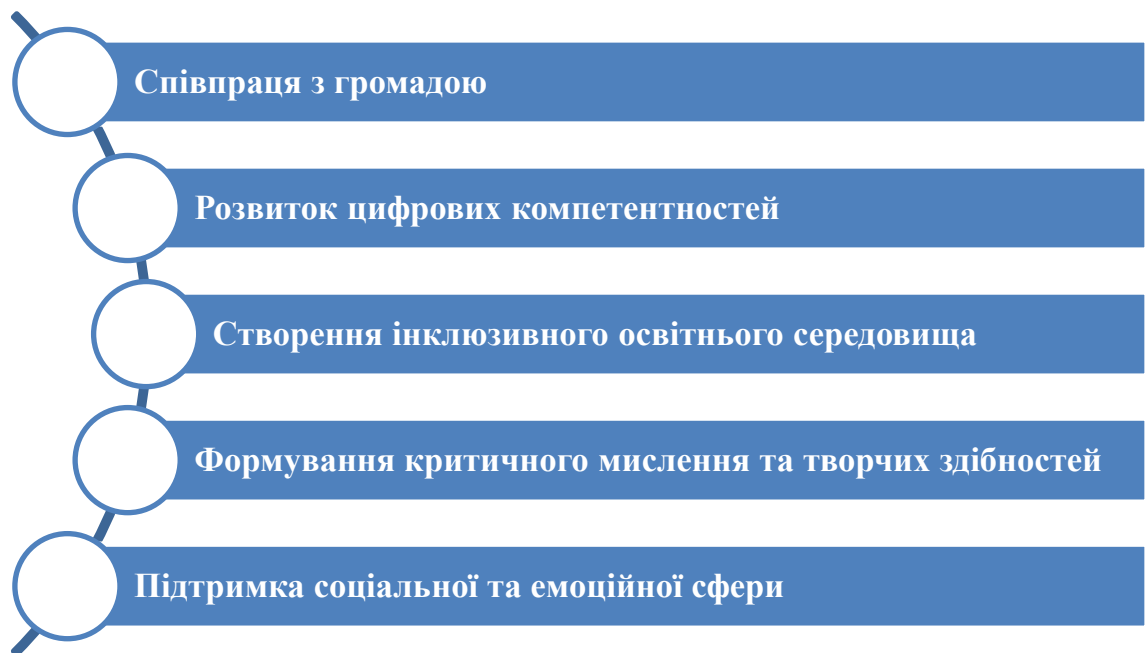 Співпраця з громадою
Розвиток цифрових компетентностей
Створення інклюзивного освітнього середовища
Формування критичного мислення та творчих здібностей
Підтримка соціальної та емоційної сфери